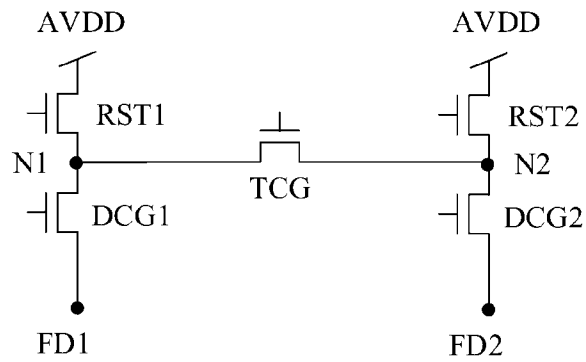 AVDD AVDD
RST1 RST2
N1 N2
TCG
DCG1 DCG2
FD1 FD2